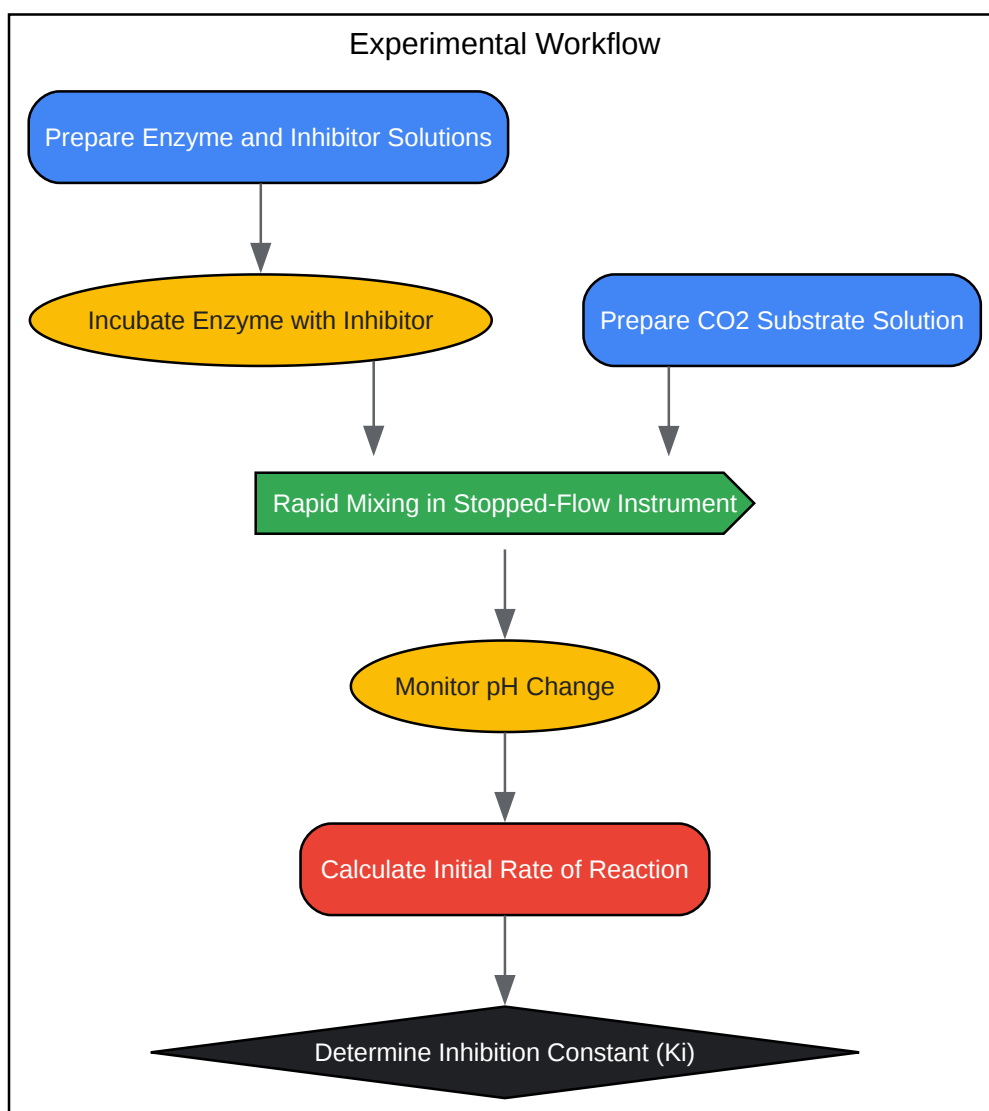 Experimental Workflow
Prepare Enzyme and Inhibitor Solutions
Incubate Enzyme with Inhibitor
Prepare CO2 Substrate Solution
Rapid Mixing in Stopped-Flow Instrument
Monitor pH Change
Calculate Initial Rate of Reaction
Determine Inhibition Constant (Ki)